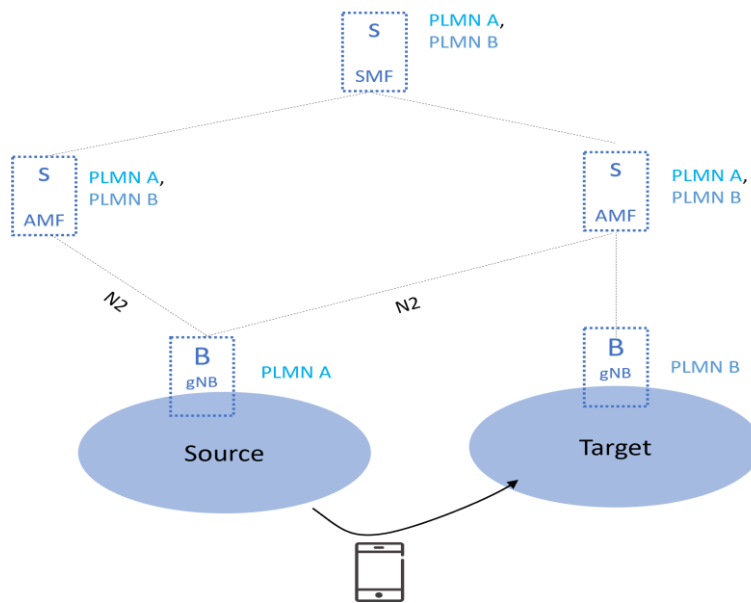 S
SMF
PLMN A,
PLMN B
S
AMF
PLMN A,
PLMN B
S
AMF
PLMN A,
PLMN B
N2
N2
B
gNB
PLMN A
B
gNB
PLMN B
Source
Target